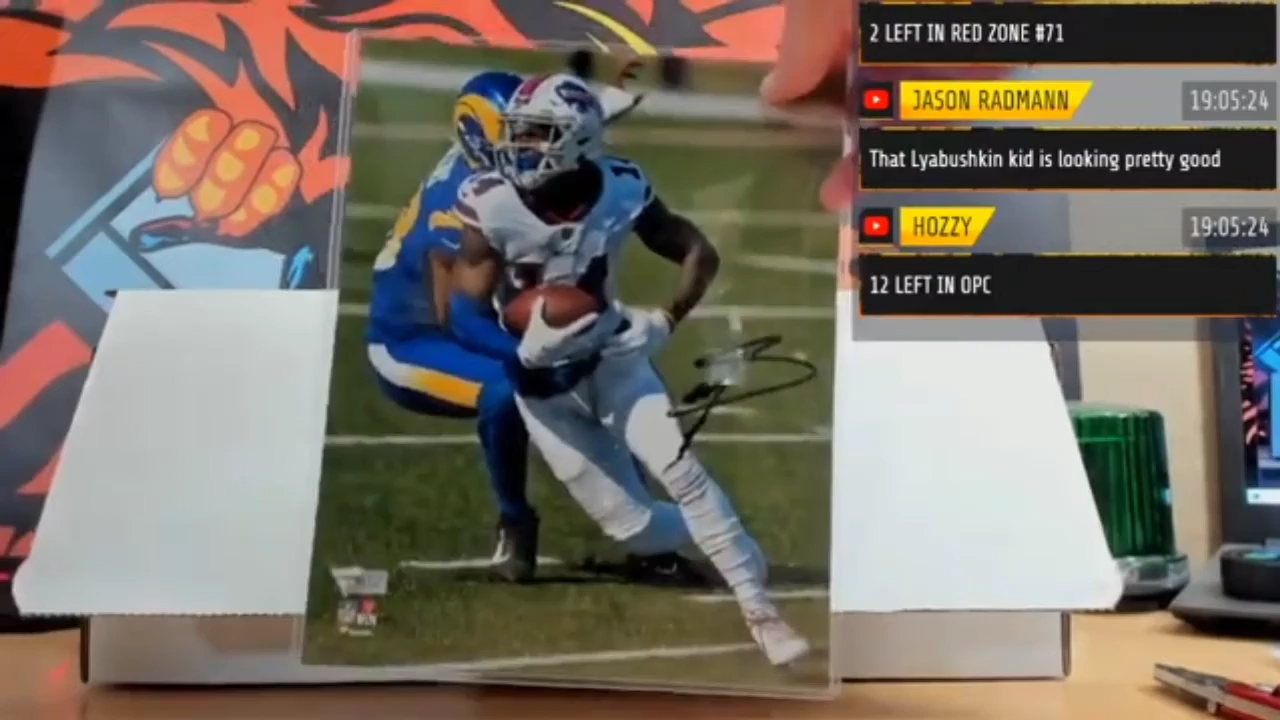 2 LEFT IN RED ZONE #71
JASON RADMANN
19:05:24
That Lyabushkin kid is looking pretty good
HOZZY
19:05:24
12 LEFT IN OPC